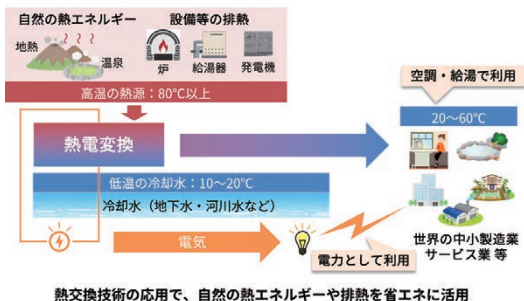 自然の熱エネルギー
設備等の排熱
地熱
温泉
炉
給湯器
発電機
高温の熱源：80℃以上
空調・給湯で利用
20～60℃
熱電変換
低温の冷却水：10～20℃
冷却水（地下水・河川水など）
電気
電力として利用
世界の中小製造業
サービス業 等
熱交換技術の応用で、自然の熱エネルギーや排熱を省エネに活用